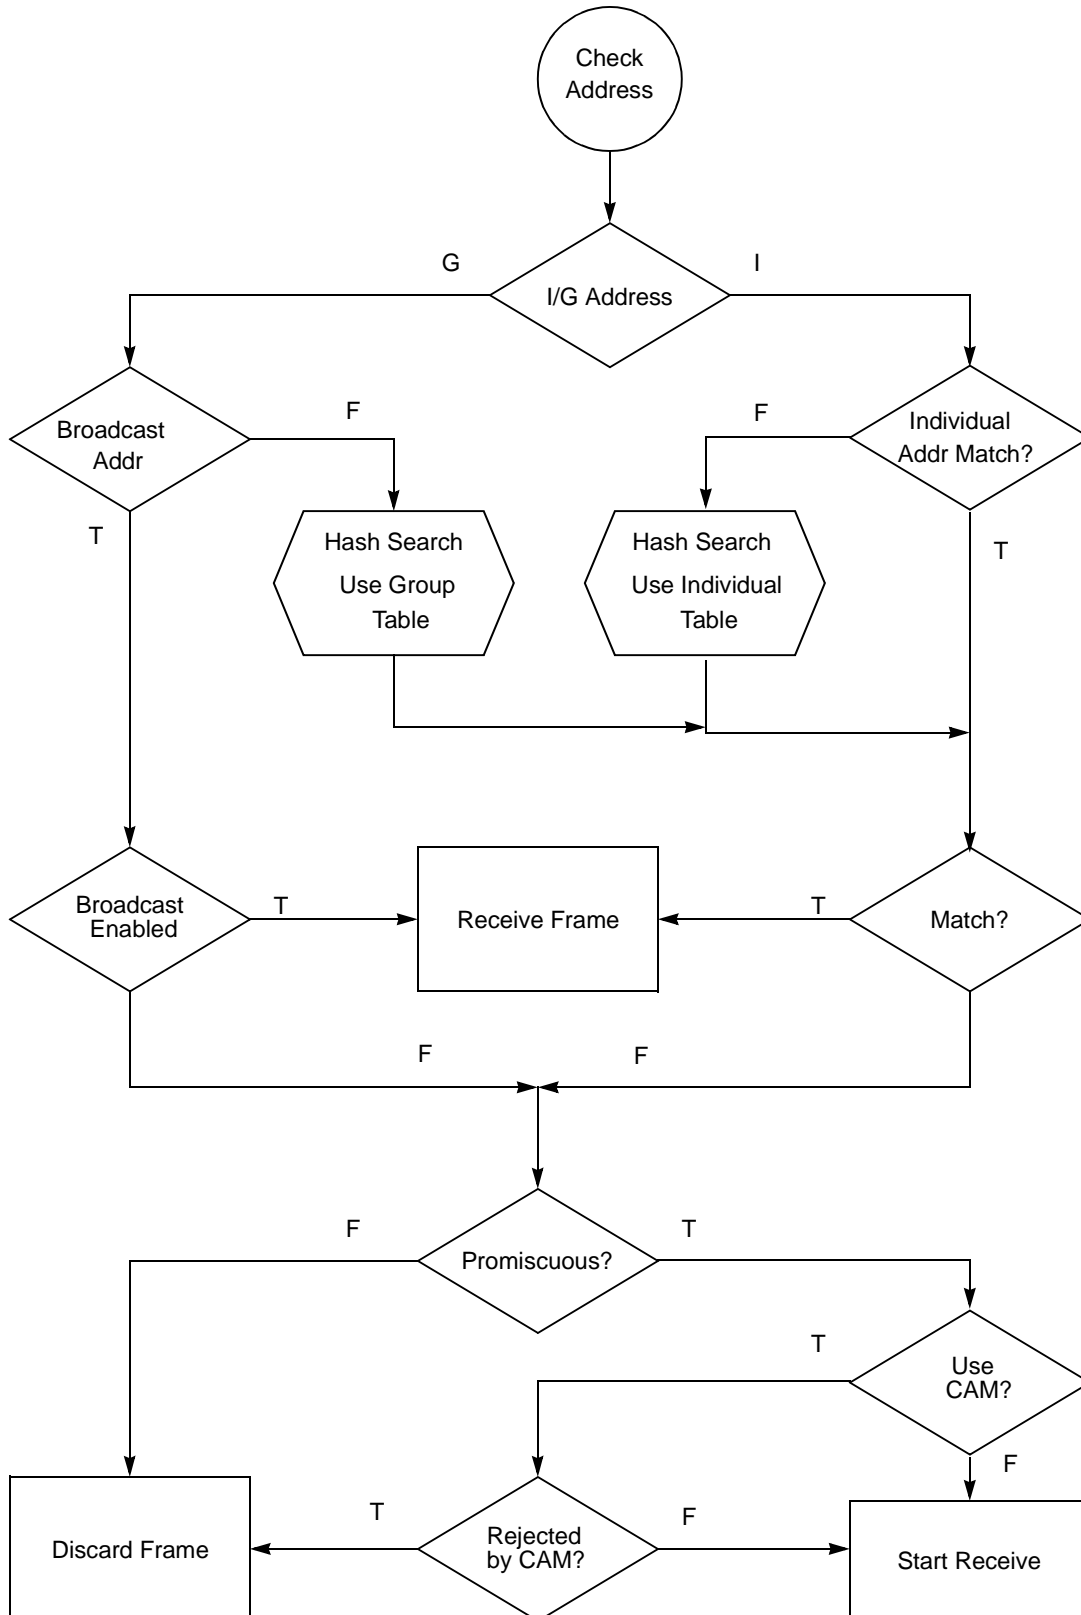 Check
Address
G
I
I/G Address
F
F
Broadcast
Addr
Individual
Addr Match?
T
T
Hash Search
Use Group
Table
Hash Search
Use Individual
Table
Broadcast
Enabled
T
Receive Frame
T
Match?
F
F
F
T
Promiscuous?
T
Use
CAM?
F
T
F
Discard Frame
Rejected
by CAM?
Start Receive